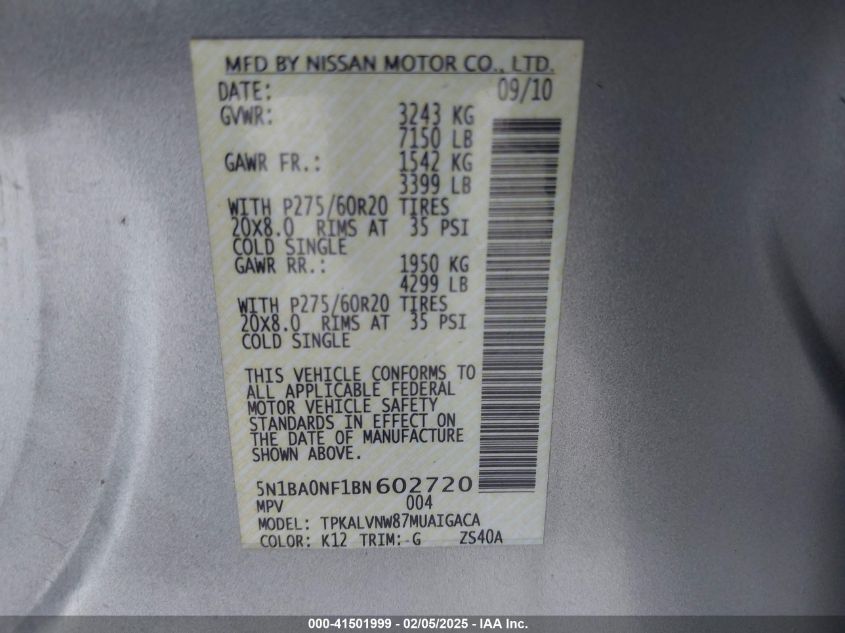 MFD BY NISSAN MOTOR CO., LTD.
DATE: 09/10
GVWR: 3243 KG
7150 LB
GAWR FR.: 1542 KG
3399 LB
WITH P275/60R20 TIRES
20X8.0 RIMS AT 35 PSI
COLD SINGLE
GAWR RR.: 1950 KG
4299 LB
WITH P275/60R20 TIRES
20X8.0 RIMS AT 35 PSI
COLD SINGLE
THIS VEHICLE CONFORMS TO
ALL APPLICABLE FEDERAL
MOTOR VEHICLE SAFETY
STANDARDS IN EFFECT ON
THE DATE OF MANUFACTURE
SHOWN ABOVE.
5N1BA0NF1BN602720
MPV 004
MODEL: TPKALVNW87MUAIGACA
COLOR: K12 TRIM: G ZS40A
000-41501999 - 02/05/2025 - IAA Inc.